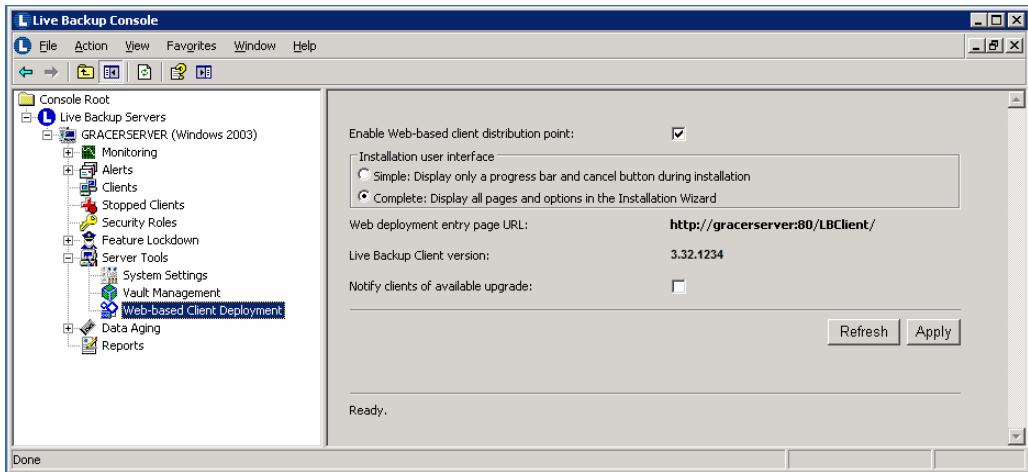 Live Backup Console
File Action View Favorites Window Help
Console Root
Live Backup Servers
GRACERSERVER (Windows 2003)
Monitoring
Alerts
Clients
Stopped Clients
Security Roles
Feature Lockdown
Server Tools
System Settings
Vault Management
Web-based Client Deployment
Data Aging
Reports
Enable Web-based client distribution point:
Installation user interface
Simple: Display only a progress bar and cancel button during installation
Complete: Display all pages and options in the Installation Wizard
Web deployment entry page URL: http://gracerserver:80/LBClient/
Live Backup Client version: 3.32.1234
Notify clients of available upgrade:
Refresh Apply
Ready.
Done